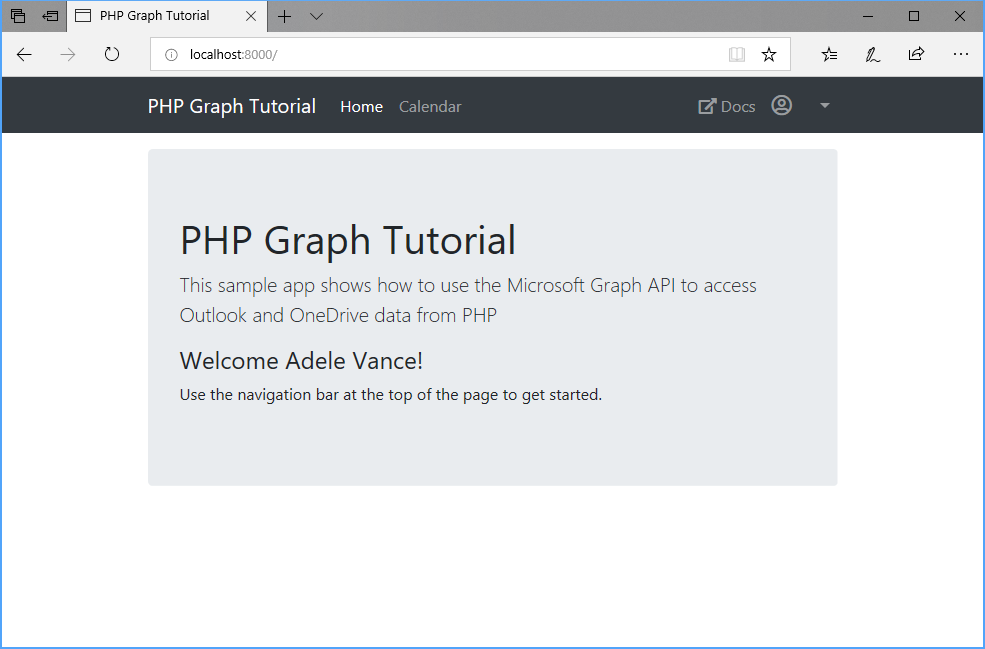 PHP Graph Tutorial
localhost:8000/
PHP Graph Tutorial Home Calendar Docs
PHP Graph Tutorial
This sample app shows how to use the Microsoft Graph API to access
Outlook and OneDrive data from PHP
Welcome Adele Vance!
Use the navigation bar at the top of the page to get started.